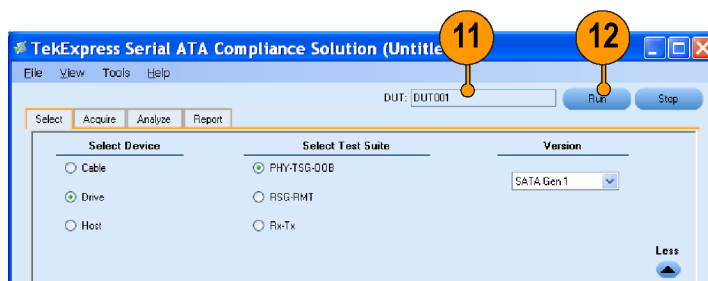 TekExpress Serial ATA Compliance Solution (Untitle
11
12
File View Tools Help
DUT: DUT001
Run Stop
Select Acquire Analyze Report
Select Device Select Test Suite Version
Cable PHY-TSG-OOB
SATA Gen 1
Drive RSG-RMT
Host Rx-Tx
Less